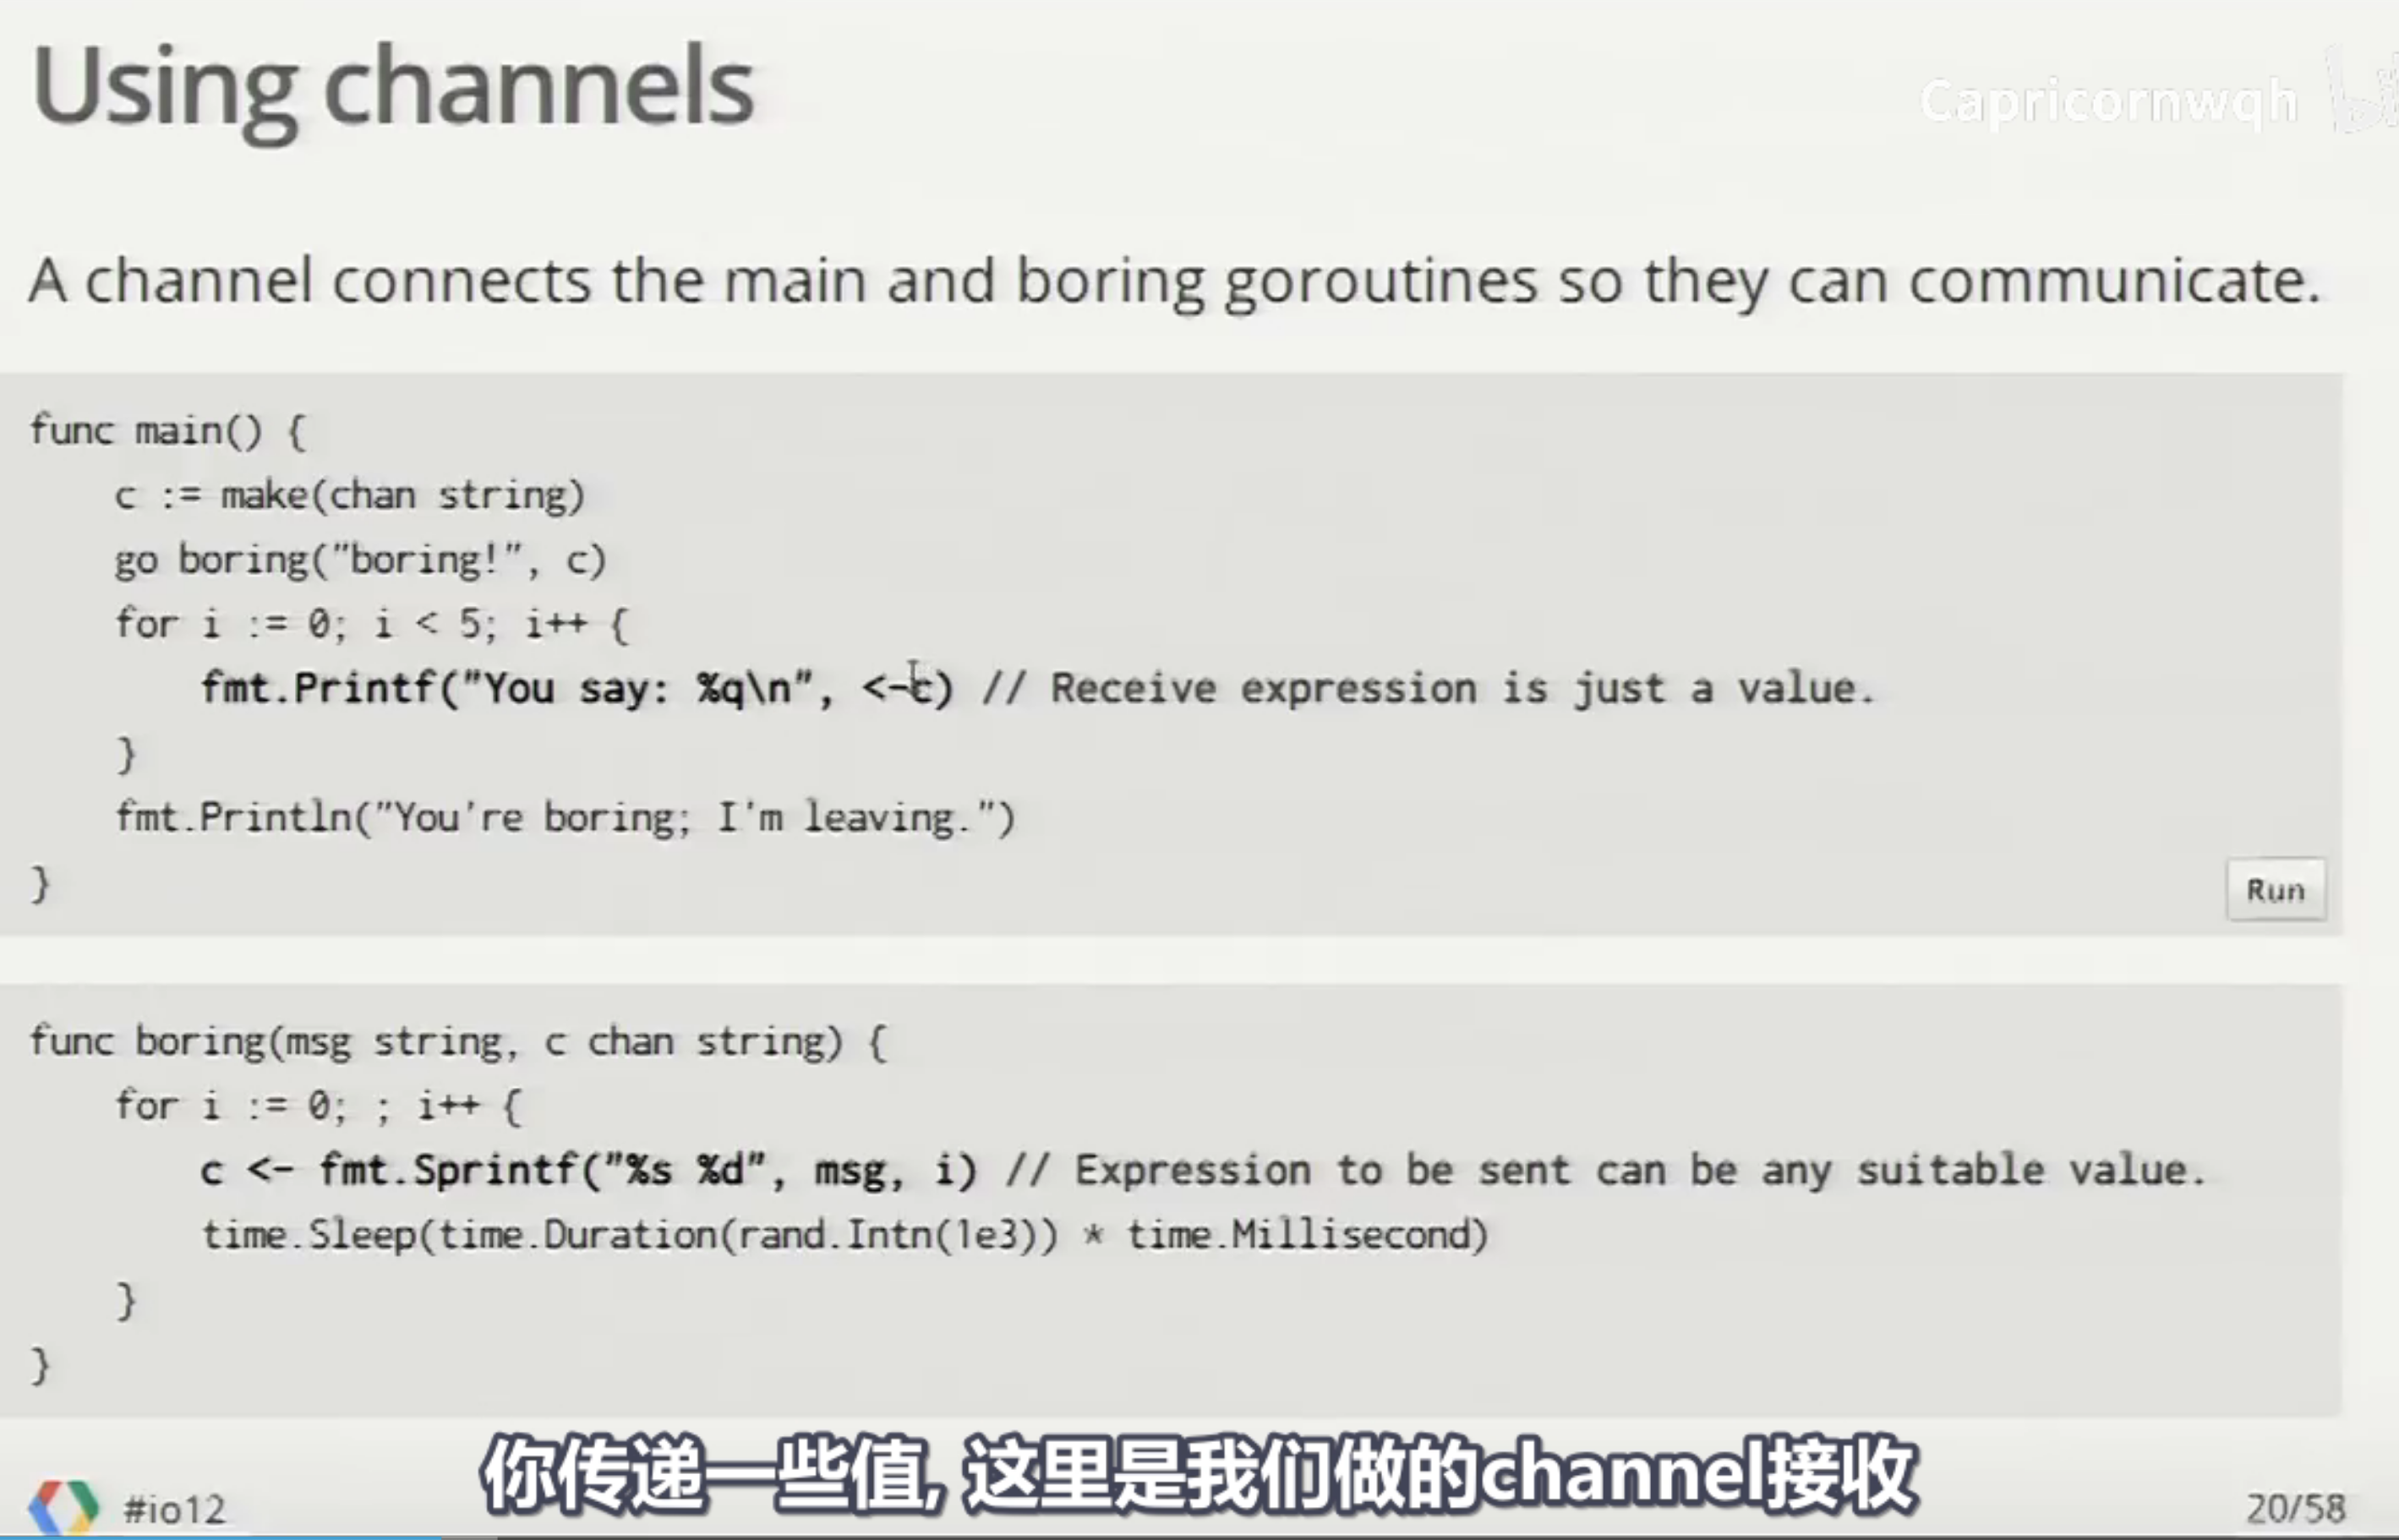 Using channels
Capricornwqh
A channel connects the main and boring goroutines so they can communicate.
func main() {
    c := make(chan string)
    go boring("boring!", c)
    for i := 0; i < 5; i++ {
        fmt.Printf("You say: %q\n", <-c) // Receive expression is just a value.
    }
    fmt.Println("You're boring; I'm leaving.")
}
Run
func boring(msg string, c chan string) {
    for i := 0; ; i++ {
        c <- fmt.Sprintf("%s %d", msg, i) // Expression to be sent can be any suitable value.
        time.Sleep(time.Duration(rand.Intn(1e3)) * time.Millisecond)
    }
}
你传递一些值, 这里是我们做的channel接收
#io12
20/58